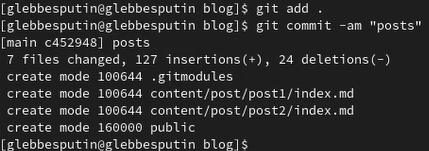 [glebbesputin@glebbesputin blog]$ git add .
[glebbesputin@glebbesputin blog]$ git commit -am "posts"
[main c452948] posts
 7 files changed, 127 insertions(+), 24 deletions(-)
 create mode 100644 .gitmodules
 create mode 100644 content/post/post1/index.md
 create mode 100644 content/post/post2/index.md
 create mode 160000 public
[glebbesputin@glebbesputin blog]$